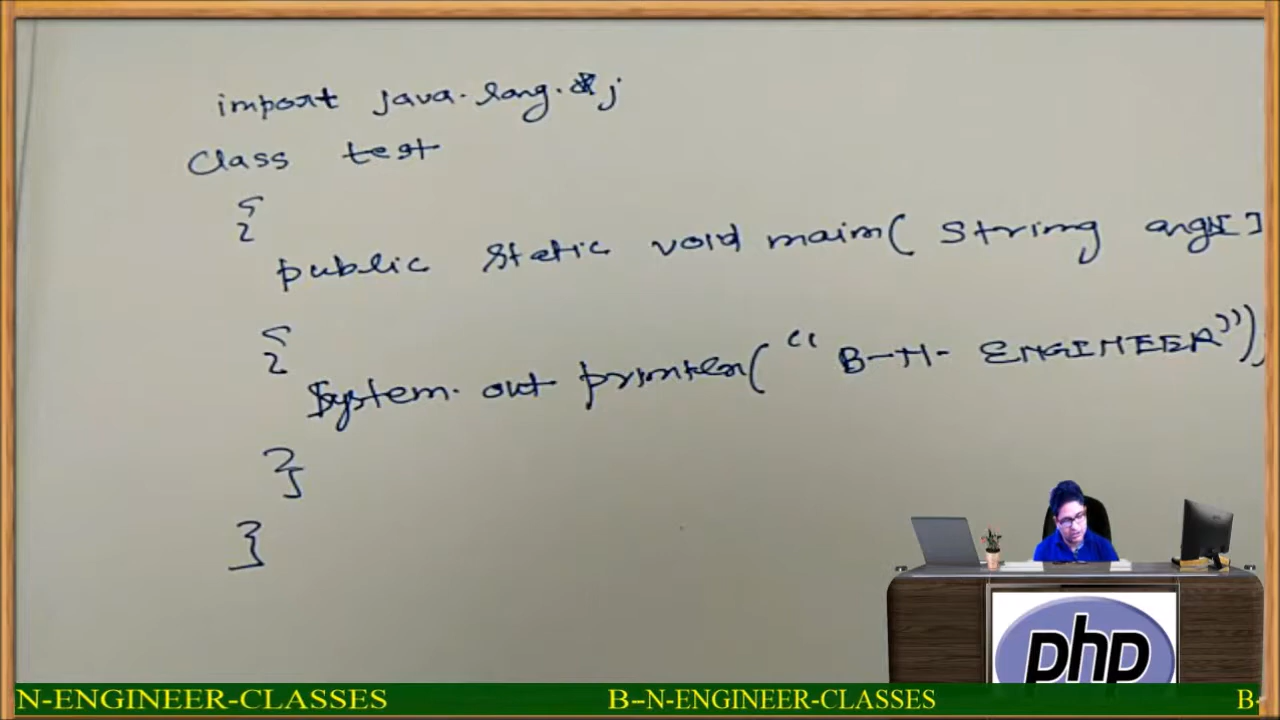 import java.lang.*;
Class test
{
public static void main( String args[]
{
System.out println( " B-N- ENGINEER")
}
}
php
N-ENGINEER-CLASSES B--N-ENGINEER-CLASSES B-